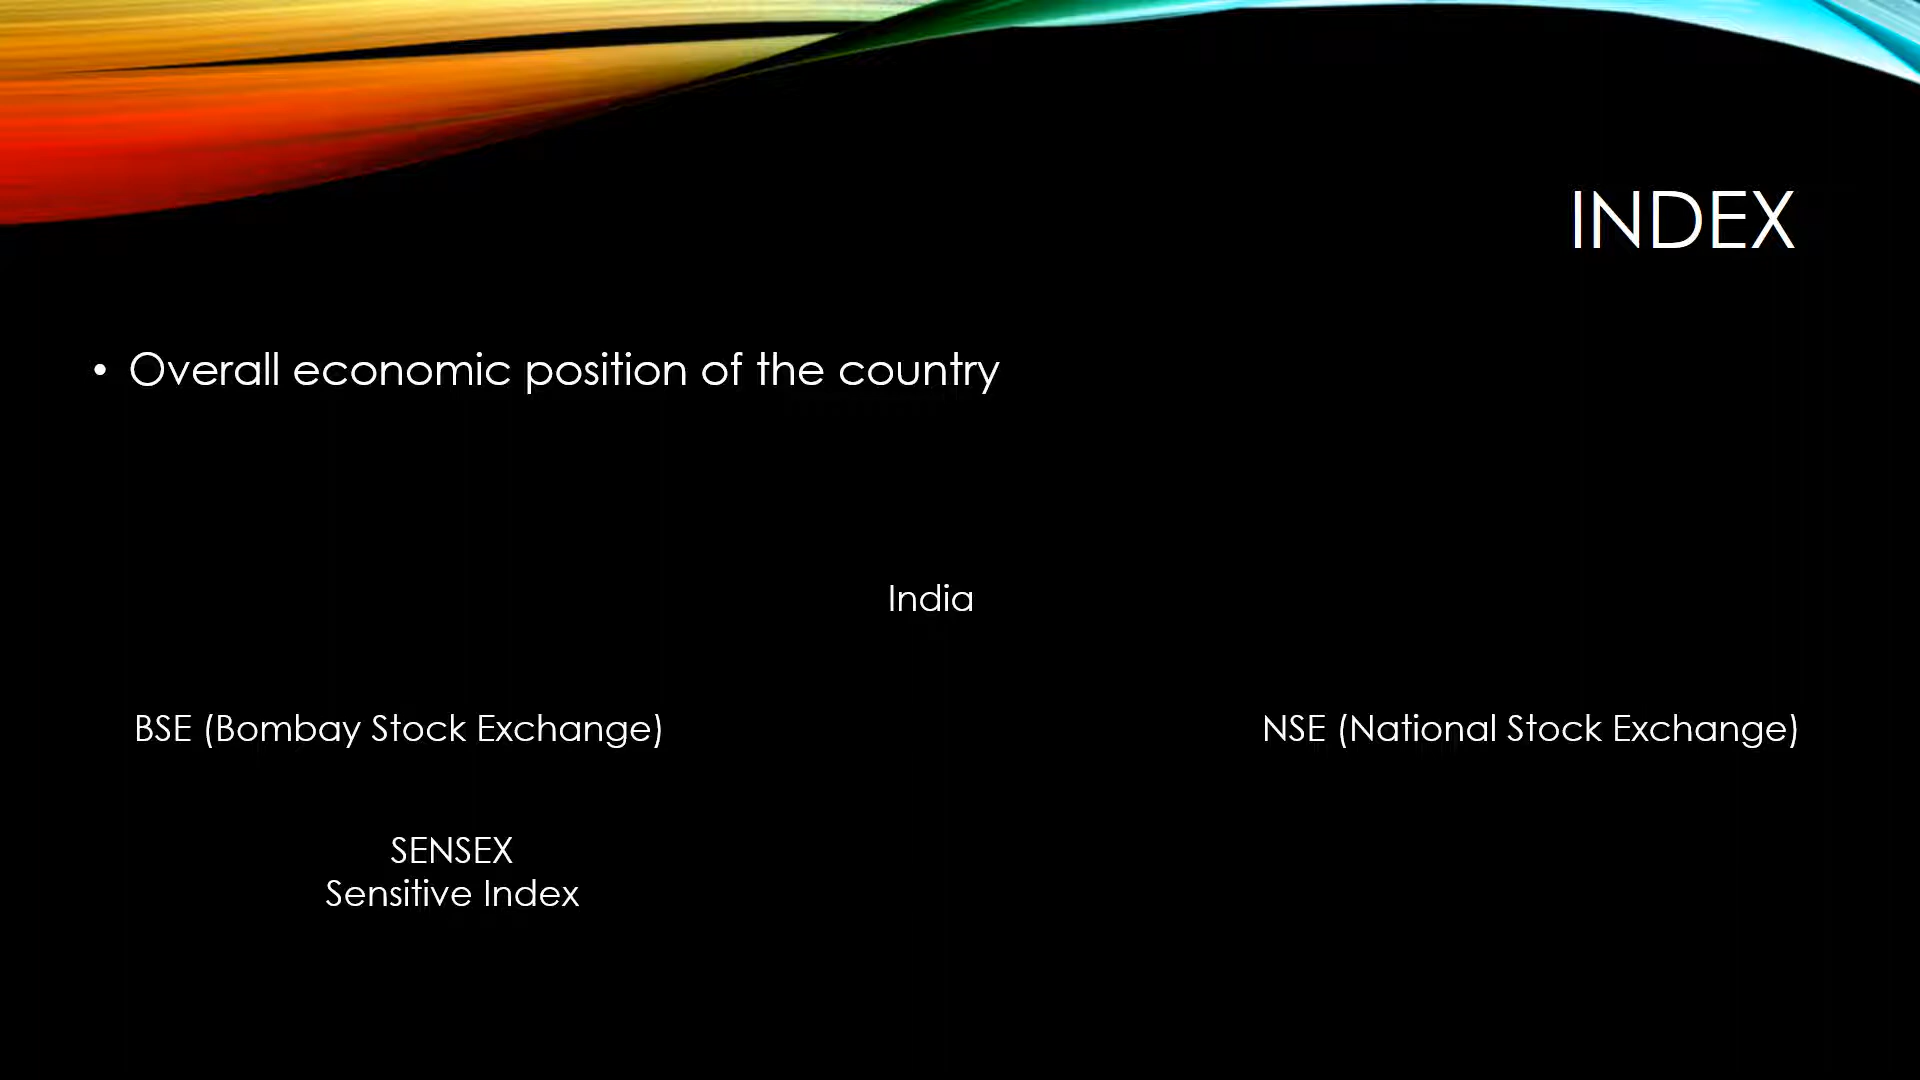 INDEX
• Overall economic position of the country
India
BSE (Bombay Stock Exchange)
NSE (National Stock Exchange)
SENSEX
Sensitive Index